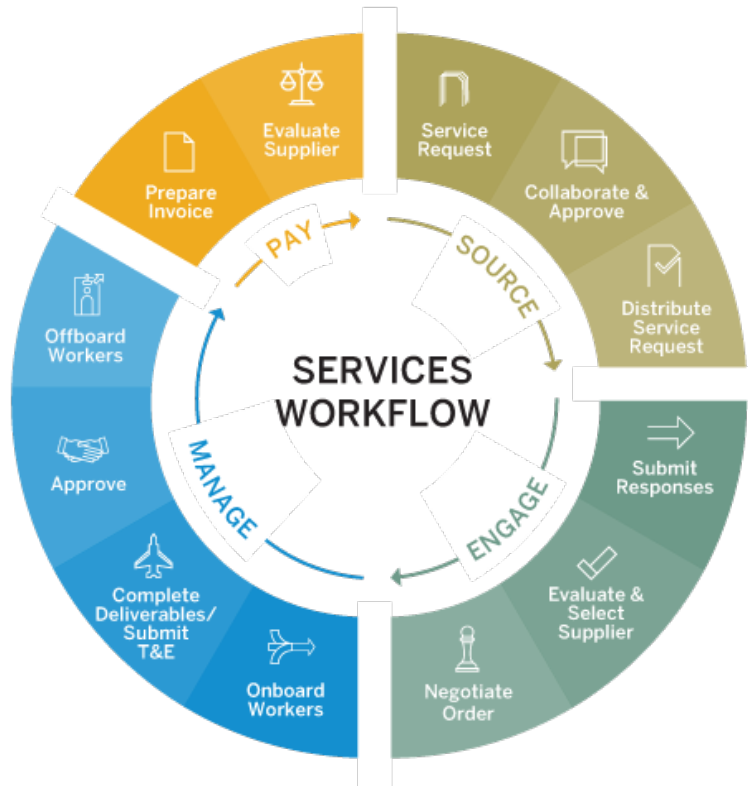 SERVICES
WORKFLOW
SOURCE
Service
Request
Collaborate &
Approve
Distribute
Service
Request
ENGAGE
Submit
Responses
Evaluate &
Select
Supplier
Negotiate
Order
MANAGE
Onboard
Workers
Complete
Deliverables/
Submit
T&E
Approve
Offboard
Workers
PAY
Prepare
Invoice
Evaluate
Supplier